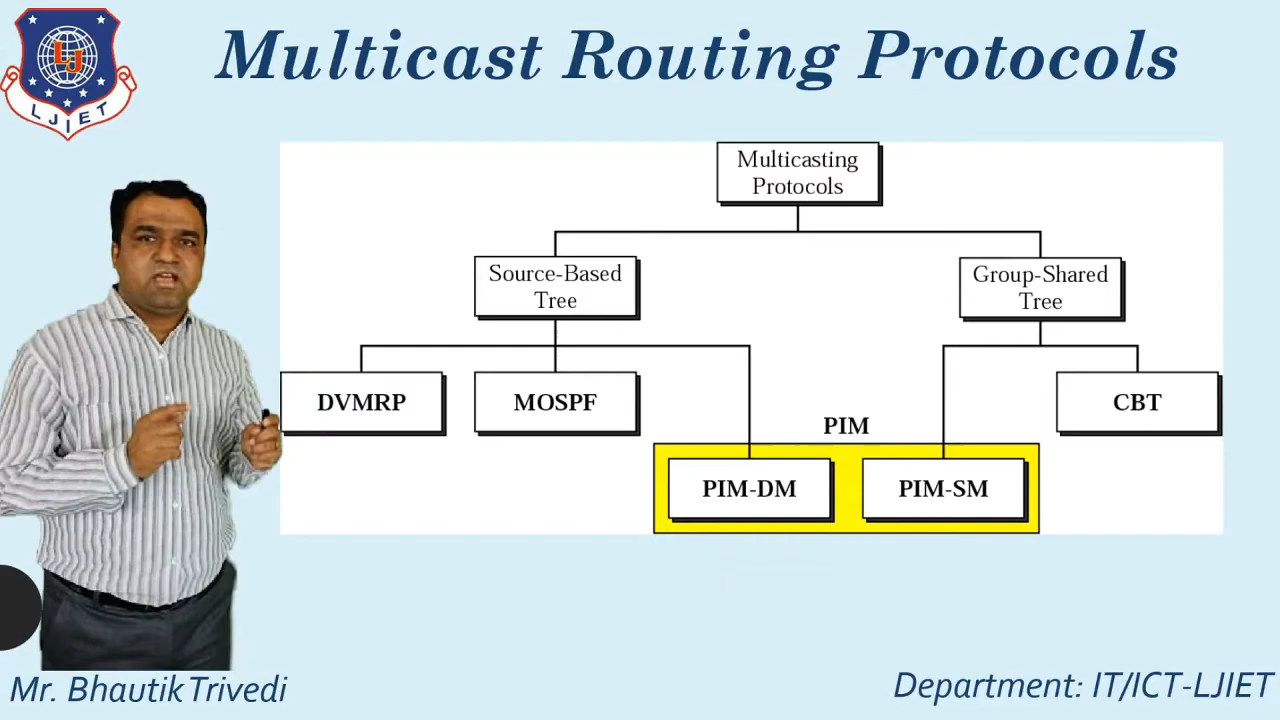 LJ
LJIET
Multicast Routing Protocols
Multicasting
Protocols
Source-Based
Tree
Group-Shared
Tree
DVMRP
MOSPF
CBT
PIM
PIM-DM
PIM-SM
Mr. Bhautik Trivedi
Department: IT/ICT-LJIET